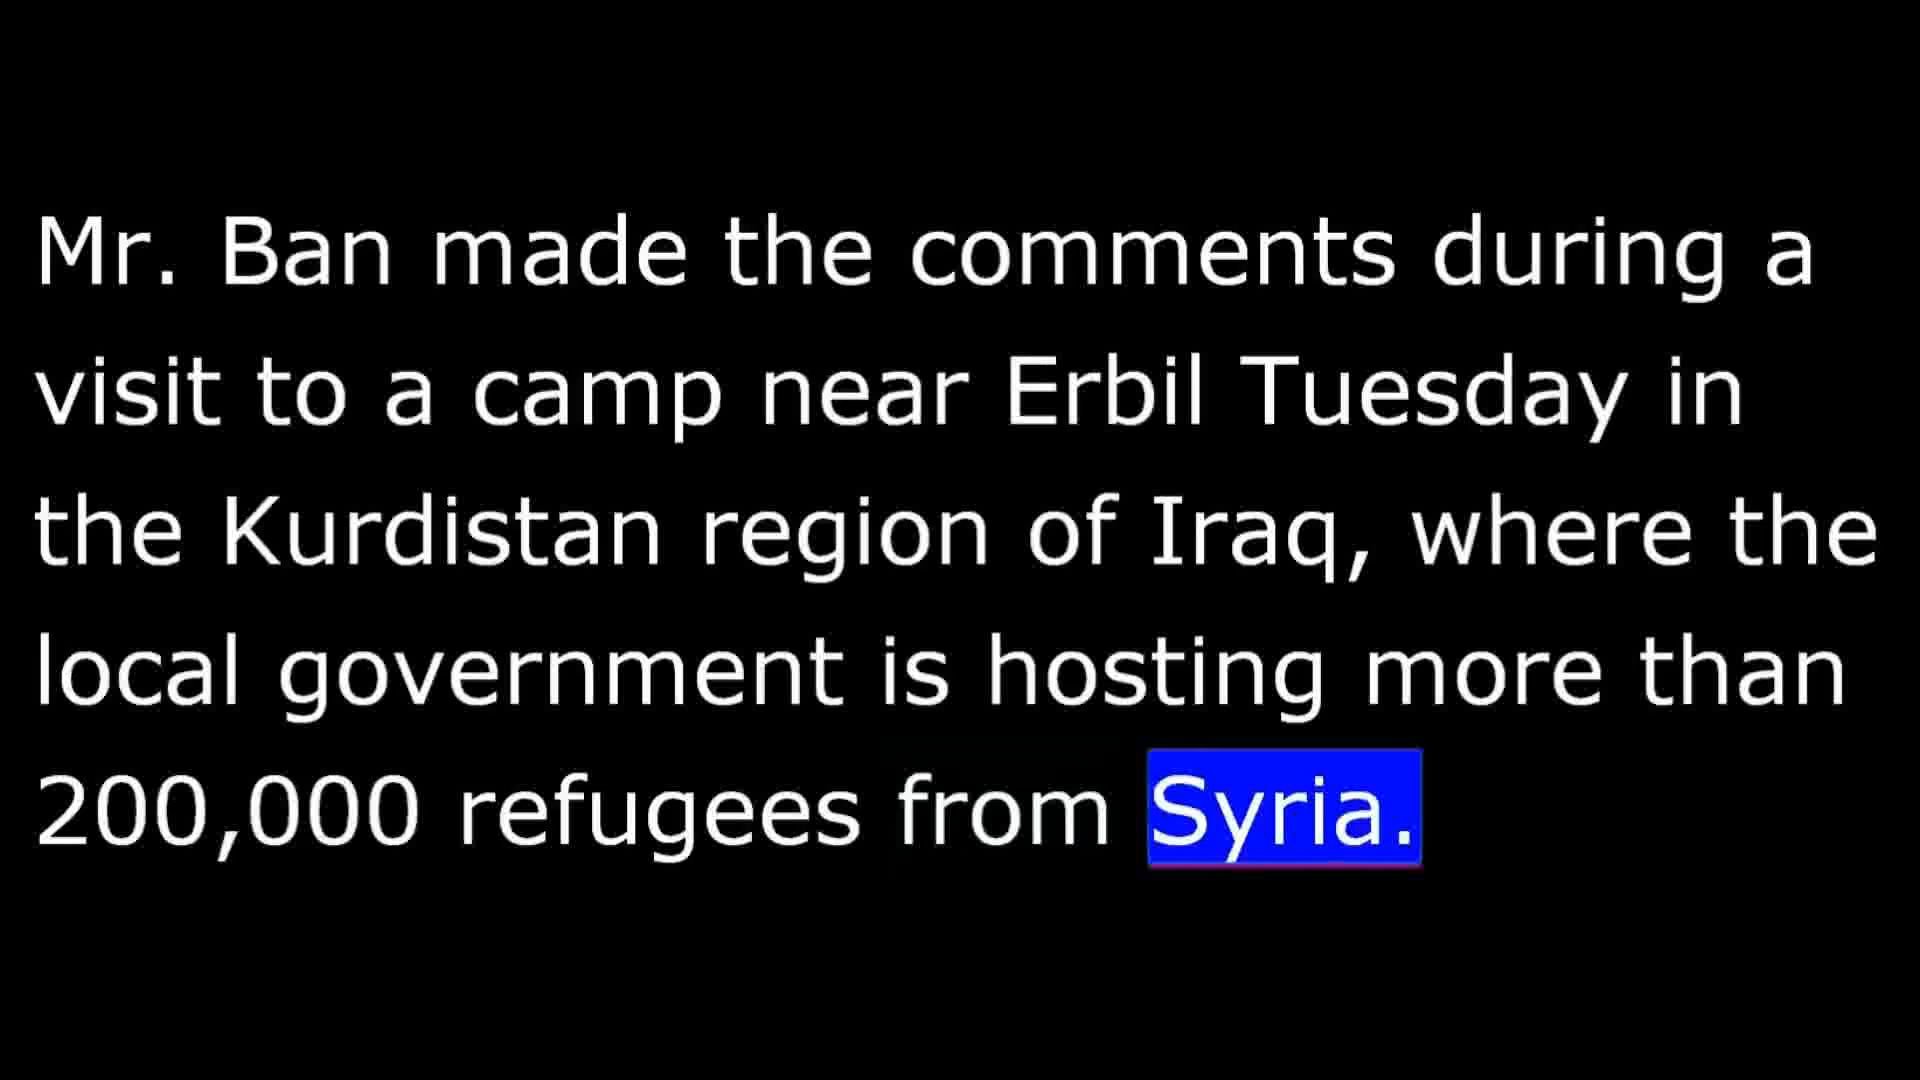 Mr. Ban made the comments during a
visit to a camp near Erbil Tuesday in
the Kurdistan region of Iraq, where the
local government is hosting more than
200,000 refugees from Syria.